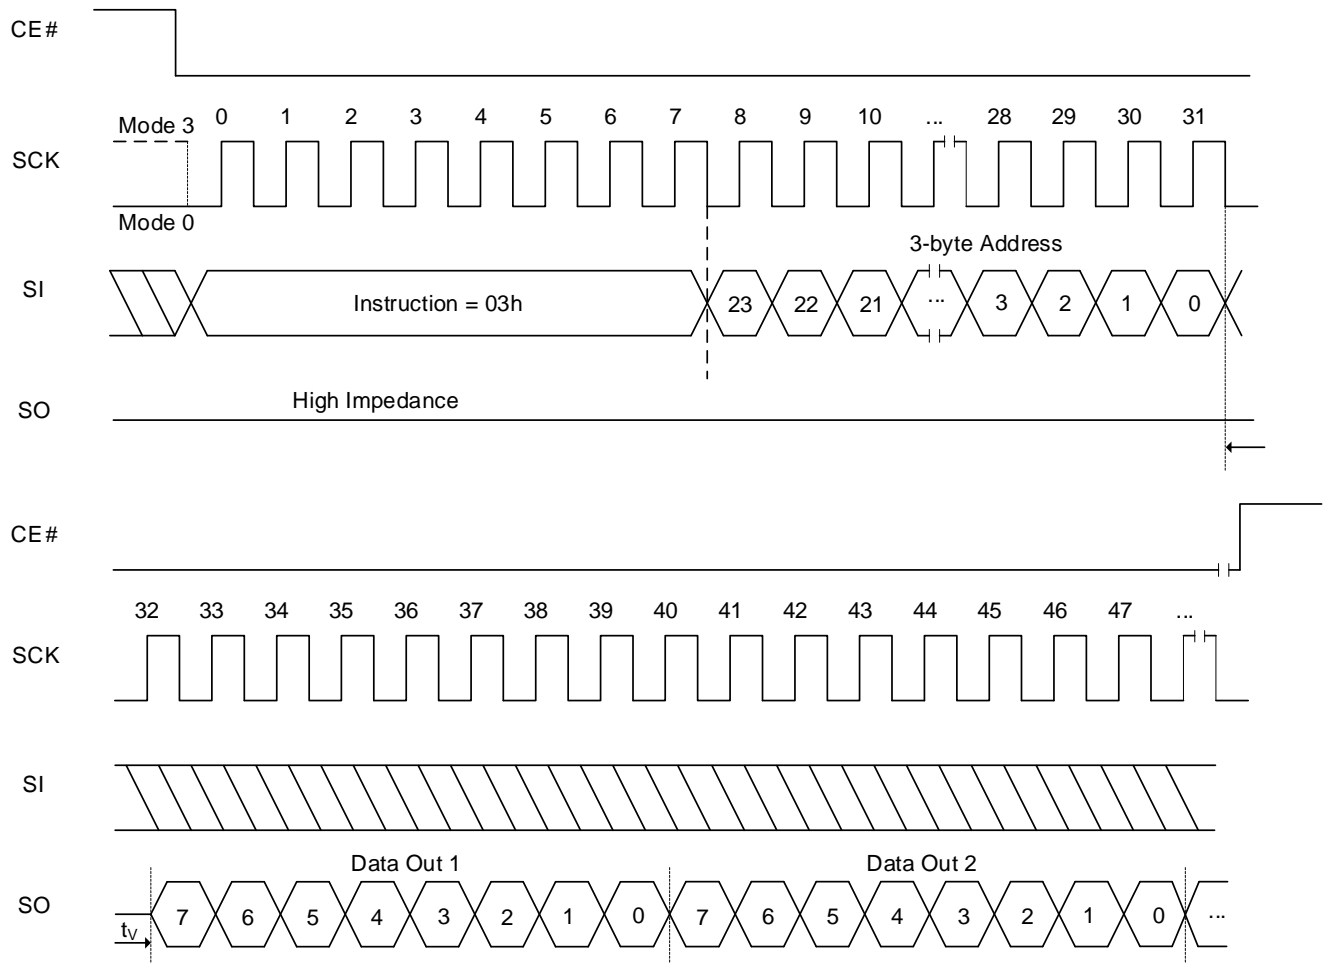 CE#
0 1 2 3 4 5 6 7 8 9 10 ... 28 29 30 31
Mode 3
SCK
Mode 0
3-byte Address
SI
Instruction = 03h
23 22 21 ... 3 2 1 0
High Impedance
SO
CE#
32 33 34 35 36 37 38 39 40 41 42 43 44 45 46 47 ...
SCK
SI
Data Out 1 Data Out 2
SO
7 6 5 4 3 2 1 0 7 6 5 4 3 2 1 0 ...
tV